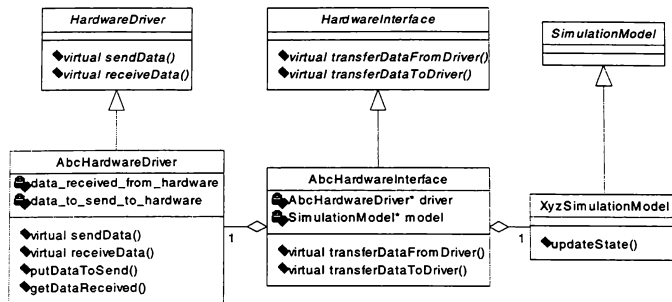 HardwareDriver
virtual sendData()
virtual receiveData()
HardwareInterface
virtual transferDataFromDriver()
virtual transferDataToDriver()
SimulationModel
AbcHardwareDriver
data_received_from_hardware
data_to_send_to_hardware
virtual sendData()
virtual receiveData()
putDataToSend()
getDataReceived()
1
AbcHardwareInterface
AbcHardwareDriver* driver
SimulationModel* model
virtual transferDataFromDriver()
virtual transferDataToDriver()
1
XyzSimulationModel
updateState()